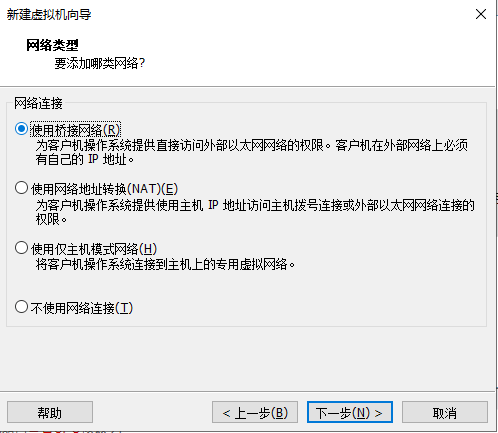 新建虚拟机向导
网络类型
要添加哪类网络?
网络连接
使用桥接网络(R)
为客户机操作系统提供直接访问外部以太网网络的权限。客户机在外部网络上必须
有自己的 IP 地址。
使用网络地址转换(NAT)(E)
为客户机操作系统提供使用主机 IP 地址访问主机拨号连接或外部以太网网络连接的
权限。
使用仅主机模式网络(H)
将客户机操作系统连接到主机上的专用虚拟网络。
不使用网络连接(T)
帮助
< 上一步(B)
下一步(N) >
取消